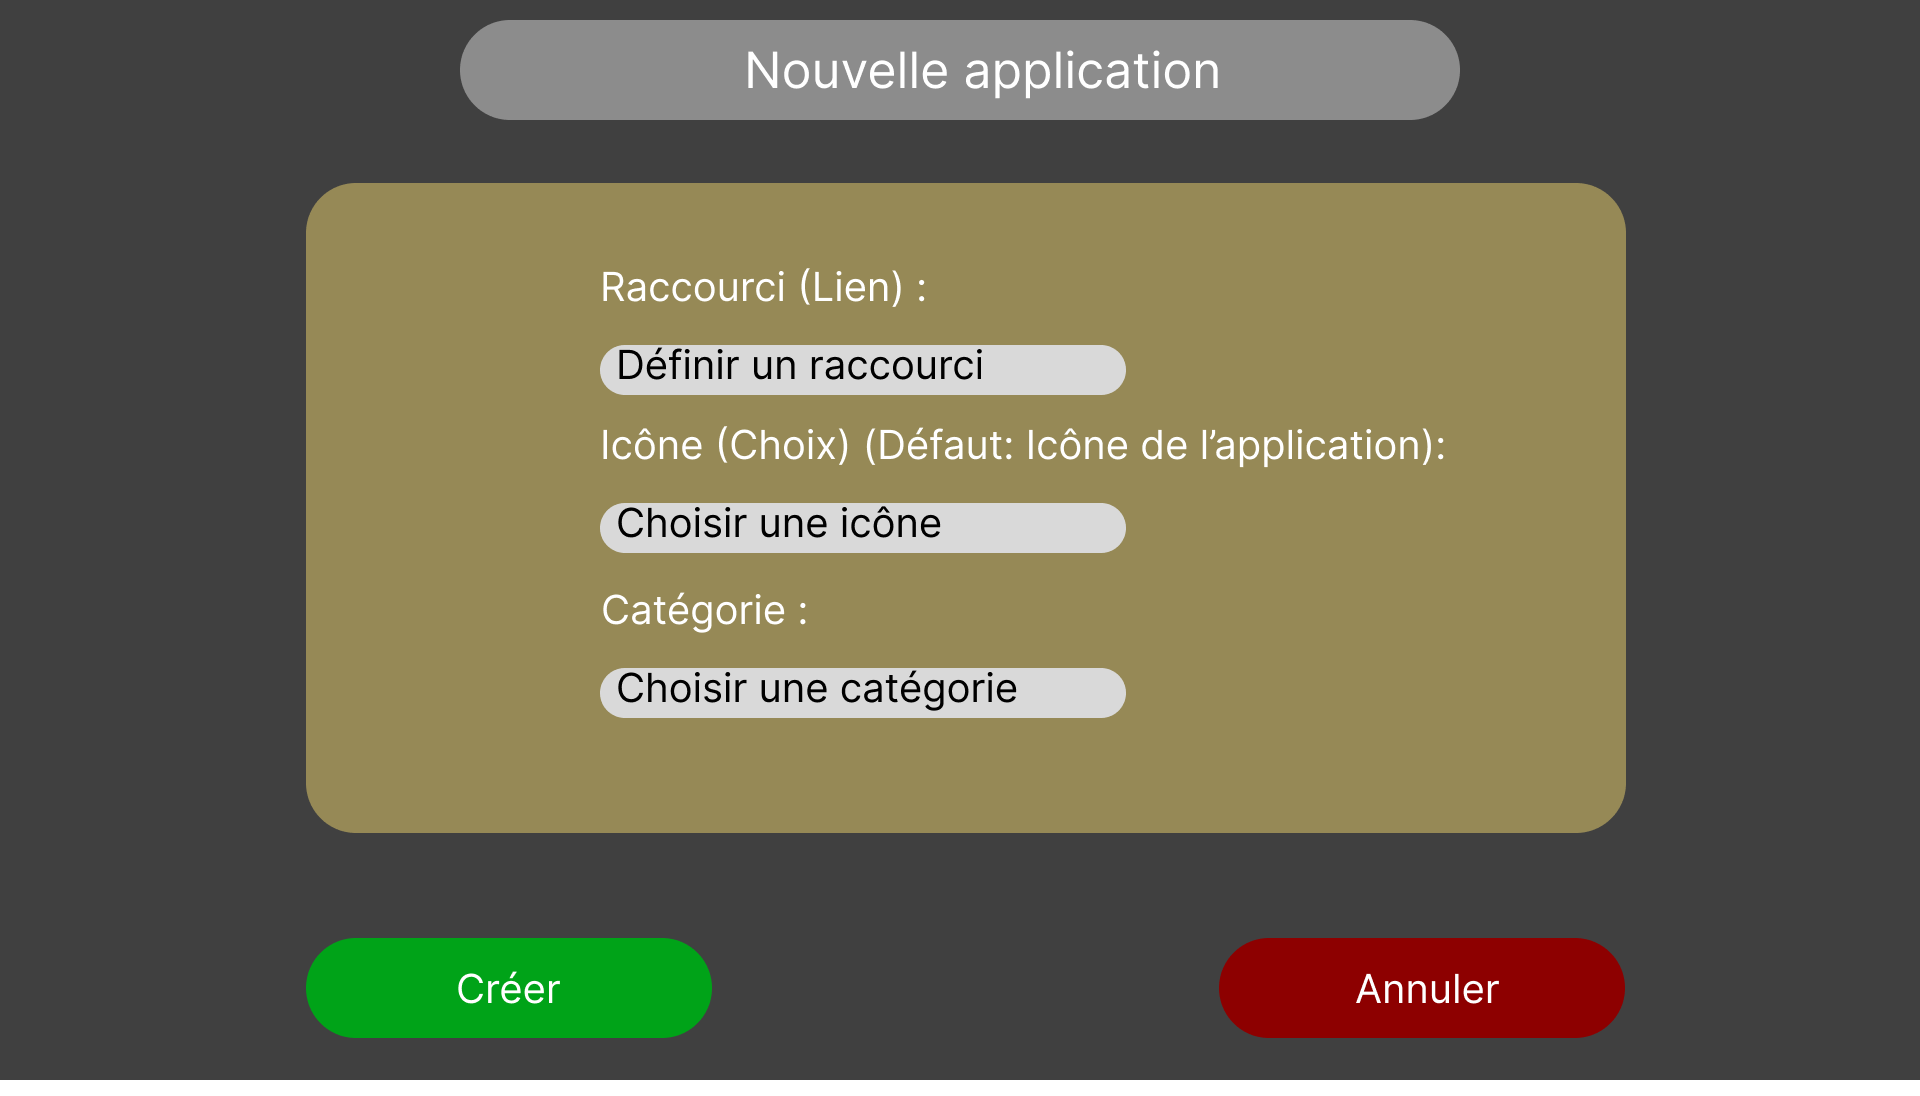 Nouvelle application
Raccourci (Lien) :
Définir un raccourci
Icône (Choix) (Défaut: Icône de l’application):
Choisir une icône
Catégorie :
Choisir une catégorie
Créer
Annuler